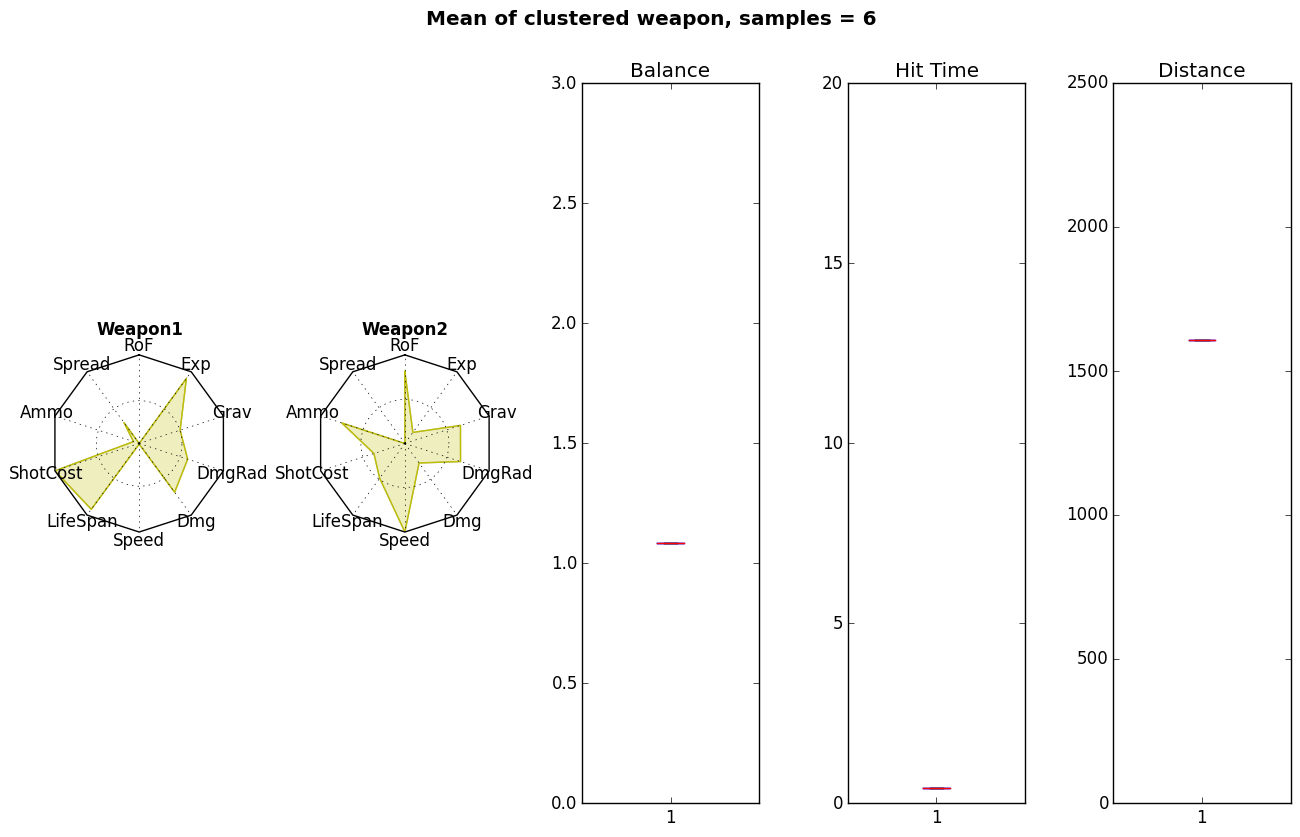 Mean of clustered weapon, samples = 6
Weapon1
RoF
Spread
Exp
Ammo
Grav
ShotCost
DmgRad
LifeSpan
Dmg
Speed
Weapon2
RoF
Spread
Exp
Ammo
Grav
ShotCost
DmgRad
LifeSpan
Dmg
Speed
Balance
3.0
2.5
2.0
1.5
1.0
0.5
0.0
1
Hit Time
20
15
10
5
0
1
Distance
2500
2000
1500
1000
500
0
1